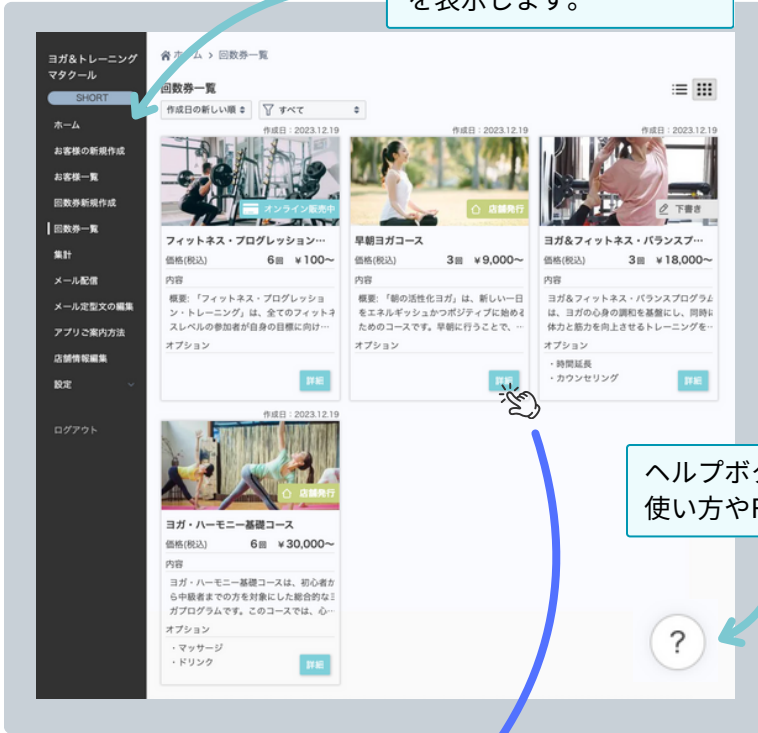 を表示します。
ヨガ&トレーニング
マタクール
SHORT
ホーム
お客様の新規作成
お客様一覧
回数券新規作成
回数券一覧
集計
メール配信
メール定型文の編集
アプリご案内方法
店舗情報編集
設定
ログアウト
ホーム › 回数券一覧
回数券一覧
作成日の新しい順
すべて
作成日：2023.12.19
オンライン販売中
フィットネス・プログレッション…
価格(税込) 6回 ¥100〜
内容
概要: 「フィットネス・プログレッショ
ン・トレーニング」は、全てのフィットネ
スレベルの参加者が自身の目標に向け…
オプション
詳細
作成日：2023.12.19
店舗発行
早朝ヨガコース
価格(税込) 3回 ¥9,000〜
内容
概要: 「朝の活性化ヨガ」は、新しい一日
をエネルギッシュかつポジティブに始める
ためのコースです。早朝に行うことで、…
オプション
詳細
作成日：2023.12.19
下書き
ヨガ&フィットネス・バランスプ…
価格(税込) 3回 ¥18,000〜
内容
ヨガ&フィットネス・バランスプログラム
は、ヨガの心身の調和を基盤にし、同時に
体力と筋力を向上させるトレーニングを…
オプション
・時間延長
・カウンセリング
詳細
作成日：2023.12.19
店舗発行
ヨガ・ハーモニー基礎コース
価格(税込) 6回 ¥30,000〜
内容
ヨガ・ハーモニー基礎コースは、初心者か
ら中級者までの方を対象にした総合的なヨ
ガプログラムです。このコースでは、心…
オプション
・マッサージ
・ドリンク
詳細
ヘルプボ
使い方や
?